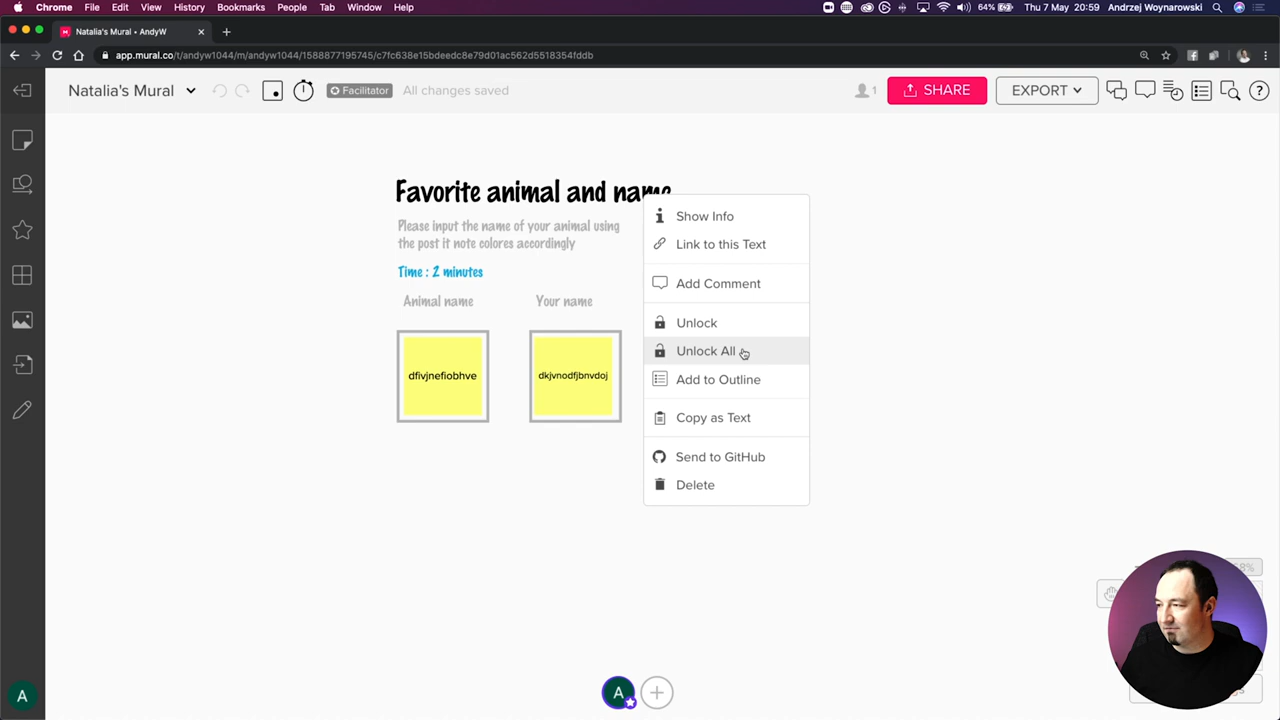 Chrome File Edit View History Bookmarks People Tab Window Help 64% Thu 7 May 20:59 Andrzej Woynarowski
Natalia's Mural • AndyW
app.mural.co/t/andyw1044/m/andyw1044/1588877195745/c7fc638e15bdeedc8e79d01ac562d5518354fddb
Natalia's Mural Facilitator All changes saved 1 SHARE EXPORT ?
Favorite animal and name
Please input the name of your animal using
the post it note colores accordingly
Time : 2 minutes
Animal name Your name
dfivjnefiobhve dkjvnodfjbnvdoj
Show Info
Link to this Text
Add Comment
Unlock
Unlock All
Add to Outline
Copy as Text
Send to GitHub
Delete
A A